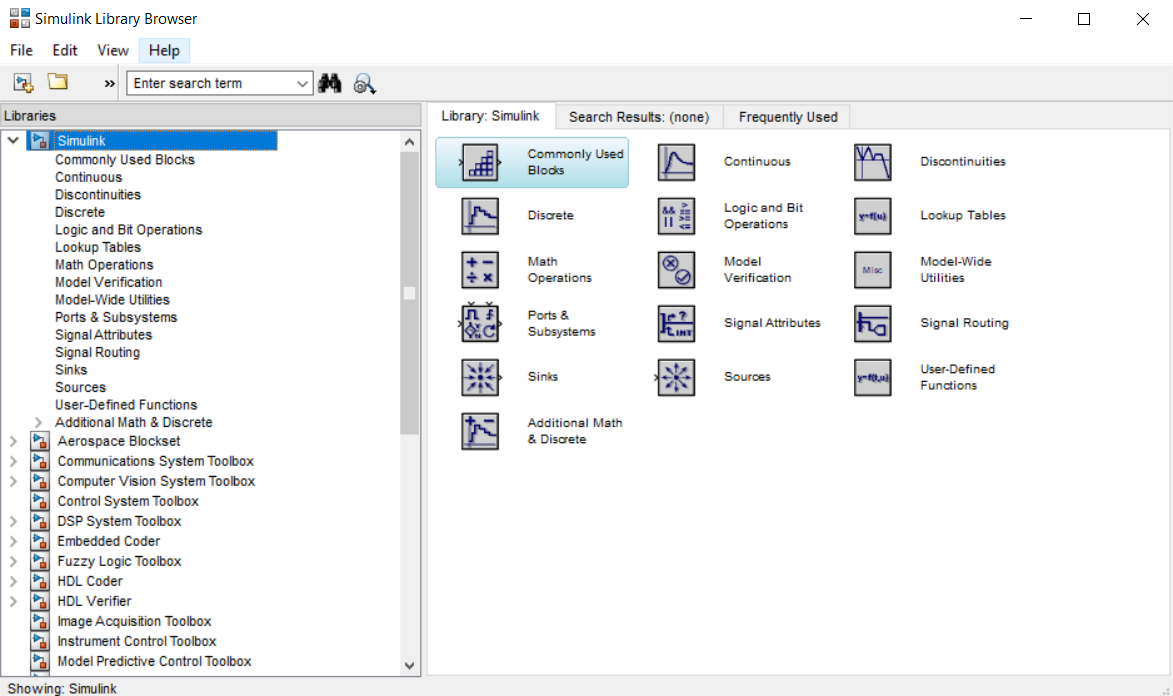 Simulink Library Browser
File Edit View Help
» Enter search term
Libraries
Simulink
Commonly Used Blocks
Continuous
Discontinuities
Discrete
Logic and Bit Operations
Lookup Tables
Math Operations
Model Verification
Model-Wide Utilities
Ports & Subsystems
Signal Attributes
Signal Routing
Sinks
Sources
User-Defined Functions
Additional Math & Discrete
Aerospace Blockset
Communications System Toolbox
Computer Vision System Toolbox
Control System Toolbox
DSP System Toolbox
Embedded Coder
Fuzzy Logic Toolbox
HDL Coder
HDL Verifier
Image Acquisition Toolbox
Instrument Control Toolbox
Model Predictive Control Toolbox
Library: Simulink Search Results: (none) Frequently Used
Commonly Used
Blocks
Continuous
Discontinuities
Discrete
&& > || >= <=
Logic and Bit
Operations
y=f(u)
Lookup Tables
+ − ÷ ×
Math
Operations
Model
Verification
Misc
Model-Wide
Utilities
Ports &
Subsystems
? INT
Signal Attributes
Signal Routing
Sinks
Sources
y=f(t,u)
User-Defined
Functions
+ −
Additional Math
& Discrete
Showing: Simulink